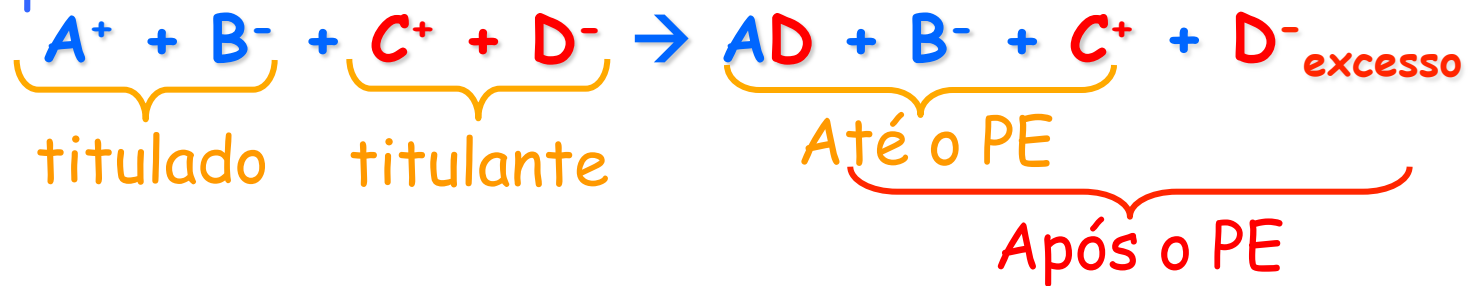 A⁺ + B⁻ + C⁺ + D⁻ → AD + B⁻ + C⁺ + D⁻ excesso
titulado titulante Até o PE
Após o PE